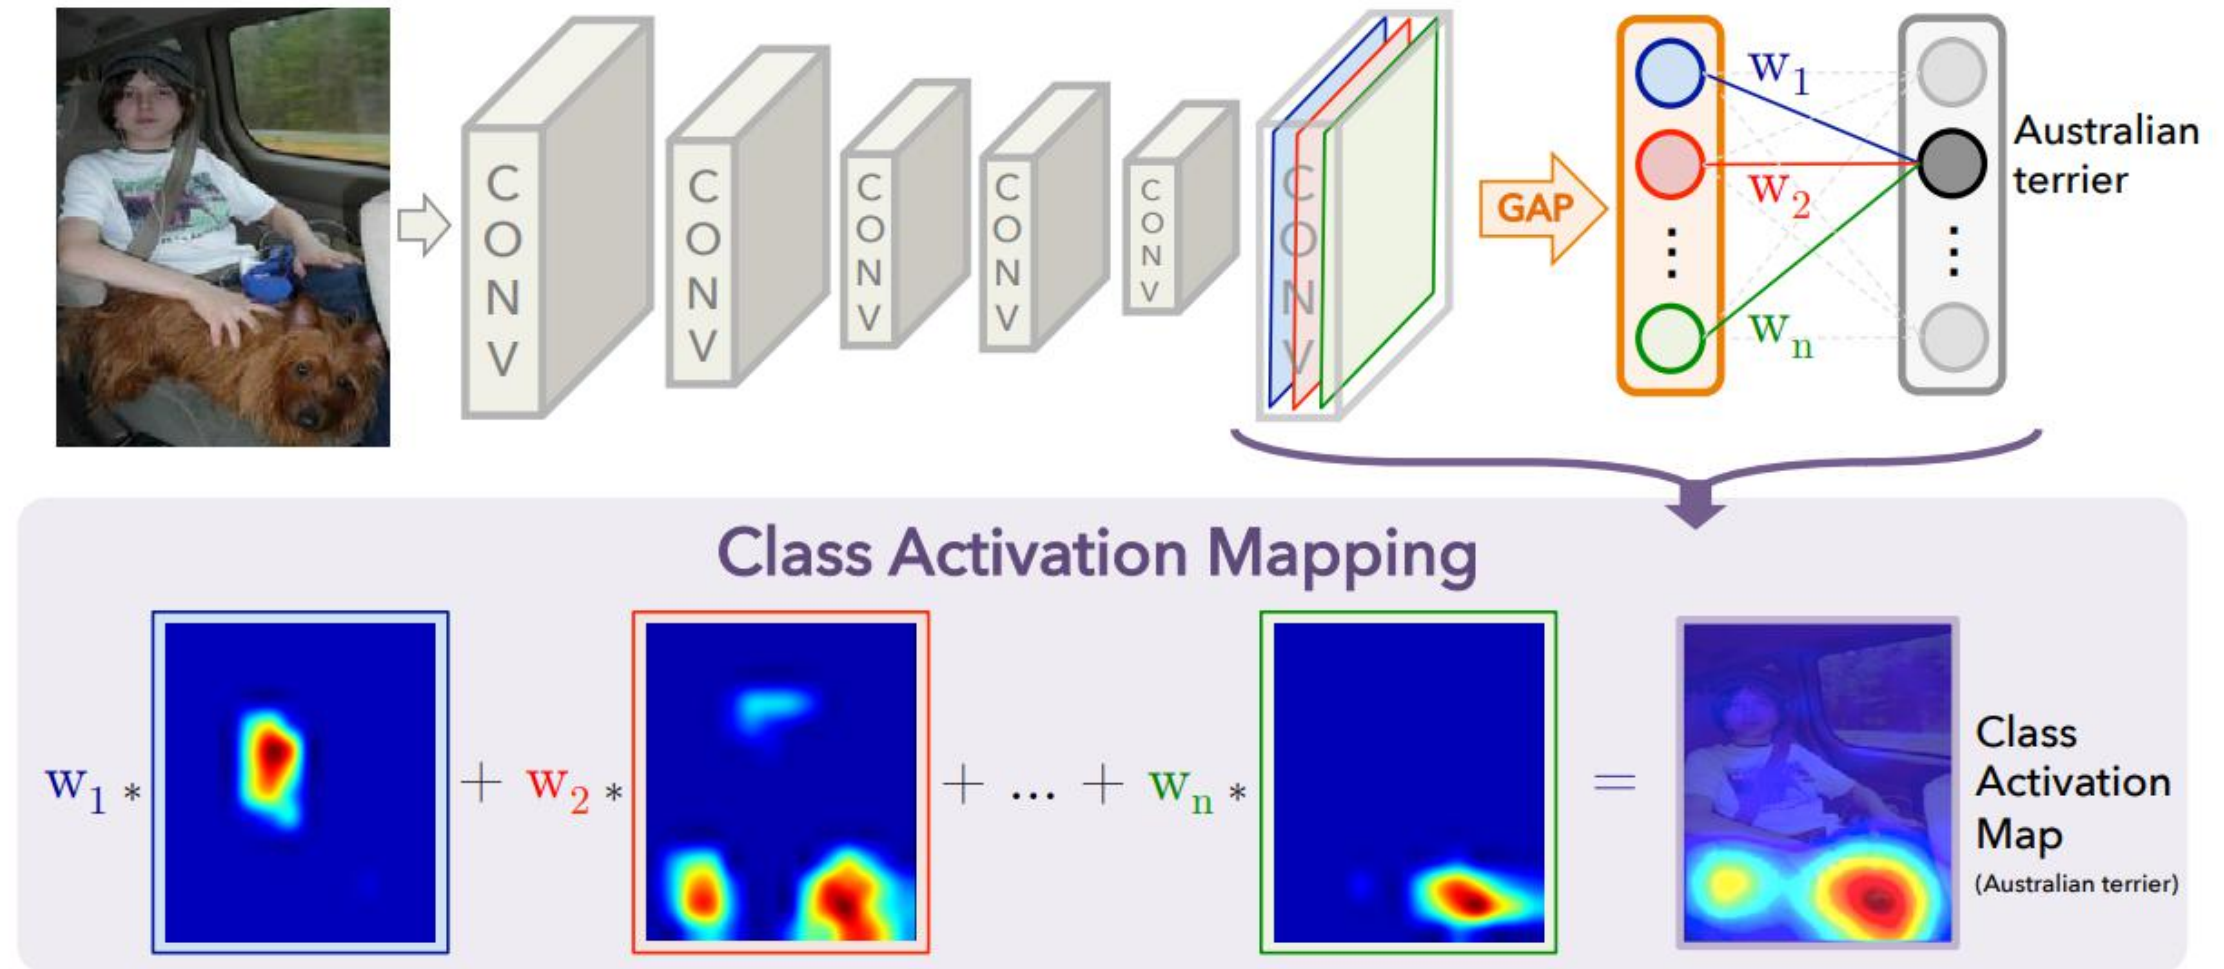 CONV
CONV
CONV
CONV
CONV
CONV
GAP
w1
w2
⋮
wn
⋮
Australian
terrier
Class Activation Mapping
w1 * + w2 * + ... + wn * =
Class
Activation
Map
(Australian terrier)